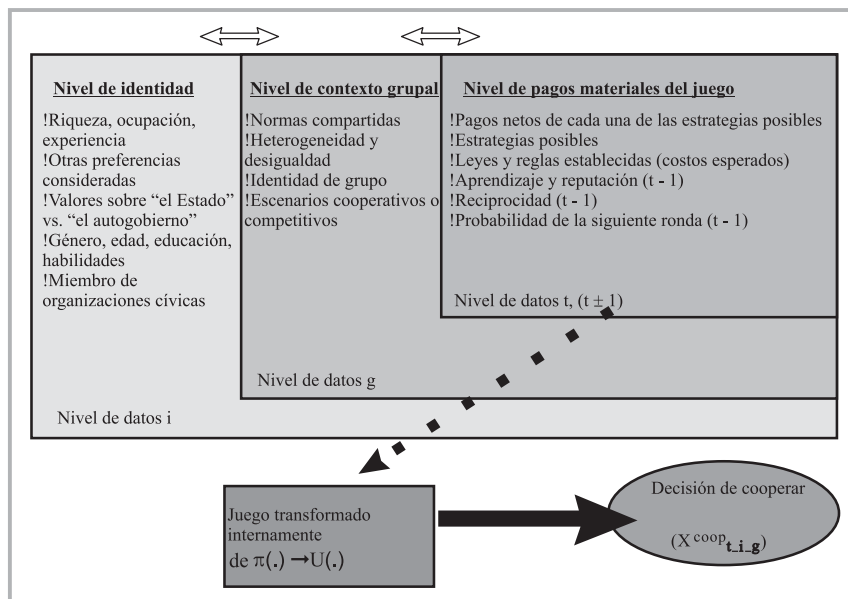 Nivel de identidad
!Riqueza, ocupación,
experiencia
!Otras preferencias
consideradas
!Valores sobre “el Estado”
vs. “el autogobierno”
!Género, edad, educación,
habilidades
!Miembro de
organizaciones cívicas
Nivel de datos i
Nivel de contexto grupal
!Normas compartidas
!Heterogeneidad y
desigualdad
!Identidad de grupo
!Escenarios cooperativos o
competitivos
Nivel de datos g
Nivel de pagos materiales del juego
!Pagos netos de cada una de las estrategias posibles
!Estrategias posibles
!Leyes y reglas establecidas (costos esperados)
!Aprendizaje y reputación (t - 1)
!Reciprocidad (t - 1)
!Probabilidad de la siguiente ronda (t - 1)
Nivel de datos t, (t ± 1)
Juego transformado
internamente
de π(.) →U(.)
Decisión de cooperar
(X coop t_i_g)